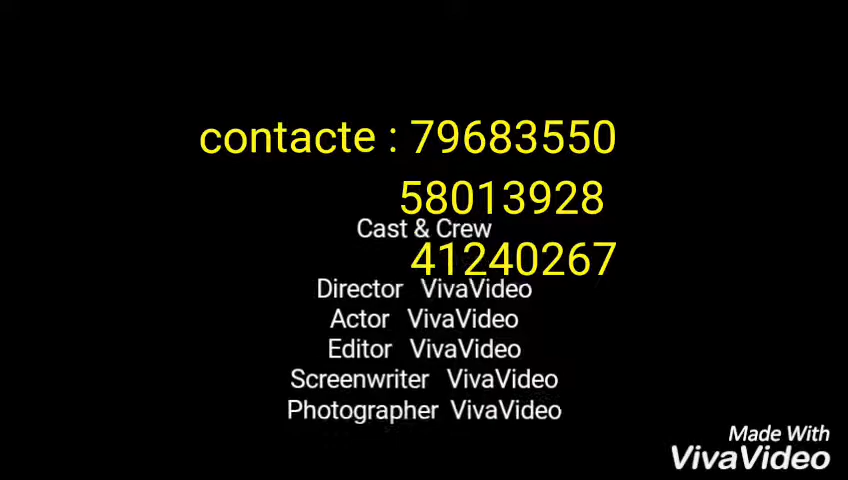 contacte : 79683550
58013928
Cast & Crew
41240267
Director VivaVideo
Actor VivaVideo
Editor VivaVideo
Screenwriter VivaVideo
Photographer VivaVideo
Made With
VivaVideo